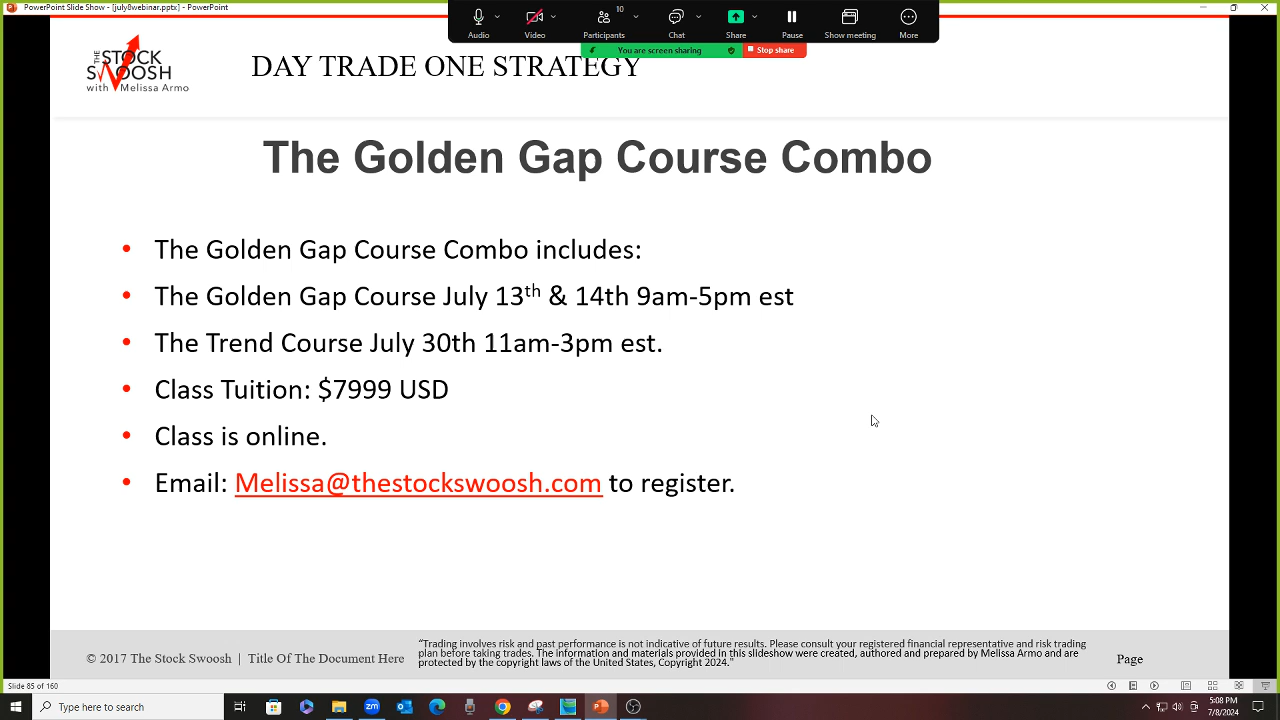 PowerPoint Slide Show - [july8webinar.pptx] - PowerPoint
10
Audio
Video
Participants
Chat
Share
Pause
Show meeting
More
You are screen sharing
Stop share
THE
STOCK
SWOOSH
with Melissa Armo
DAY TRADE ONE STRATEGY
The Golden Gap Course Combo
• The Golden Gap Course Combo includes:
• The Golden Gap Course July 13th & 14th 9am-5pm est
• The Trend Course July 30th 11am-3pm est.
• Class Tuition: $7999 USD
• Class is online.
• Email: Melissa@thestockswoosh.com to register.
© 2017 The Stock Swoosh | Title Of The Document Here
"Trading involves risk and past performance is not indicative of future results. Please consult your registered financial representative and risk trading
plan before taking trades. The information and materials provided in this slideshow were created, authored and prepared by Melissa Armo and are
protected by the copyright laws of the United States, Copyright 2024."
Page
Slide 85 of 160
Type here to search
5:08 PM
7/8/2024